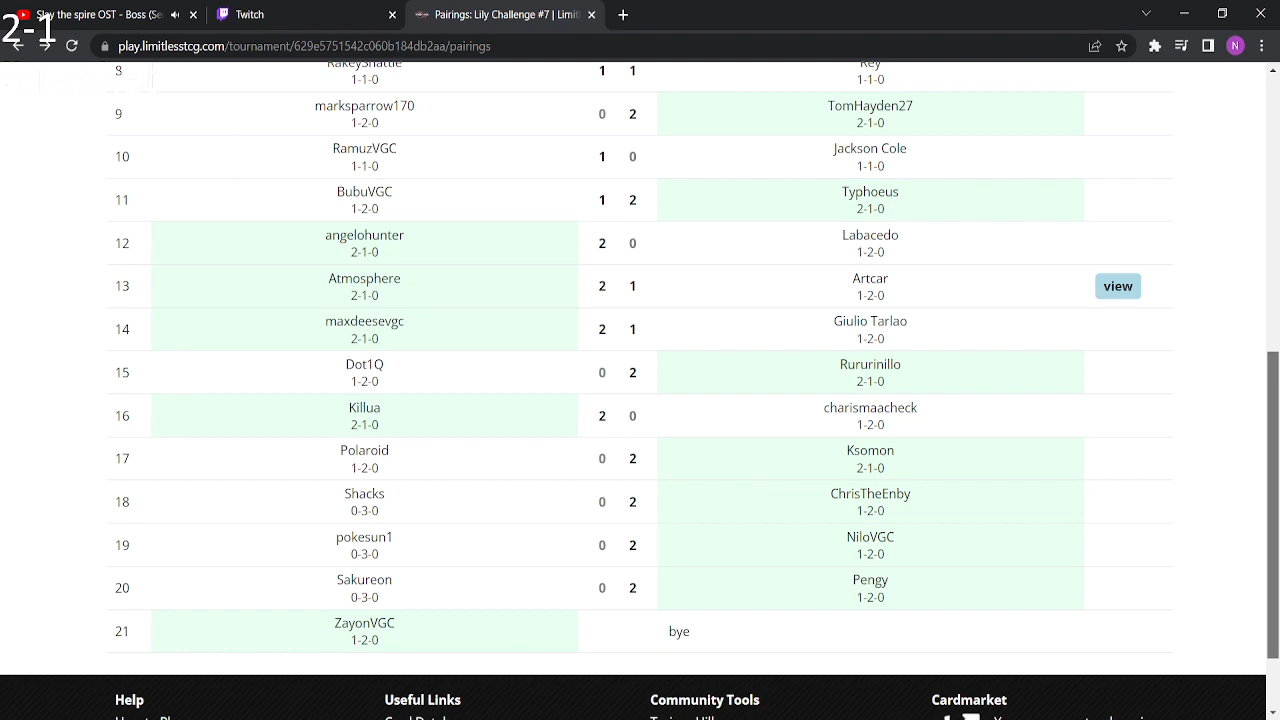 Slay the spire OST - Boss (Se
Twitch
Pairings: Lily Challenge #7 | Limit
2-1
play.limitlesstcg.com/tournament/629e5751542c060b184db2aa/pairings
N
3 RakeyShattle 1 1 Rey
1-1-0 1-1-0
9 marksparrow170 0 2 TomHayden27
1-2-0 2-1-0
10 RamuzVGC 1 0 Jackson Cole
1-1-0 1-1-0
11 BubuVGC 1 2 Typhoeus
1-2-0 2-1-0
12 angelohunter 2 0 Labacedo
2-1-0 1-2-0
13 Atmosphere 2 1 Artcar view
2-1-0 1-2-0
14 maxdeesevgc 2 1 Giulio Tarlao
2-1-0 1-2-0
15 Dot1Q 0 2 Rururinillo
1-2-0 2-1-0
16 Killua 2 0 charismaacheck
2-1-0 1-2-0
17 Polaroid 0 2 Ksomon
1-2-0 2-1-0
18 Shacks 0 2 ChrisTheEnby
0-3-0 1-2-0
19 pokesun1 0 2 NiloVGC
0-3-0 1-2-0
20 Sakureon 0 2 Pengy
0-3-0 1-2-0
21 ZayonVGC bye
1-2-0
Help Useful Links Community Tools Cardmarket